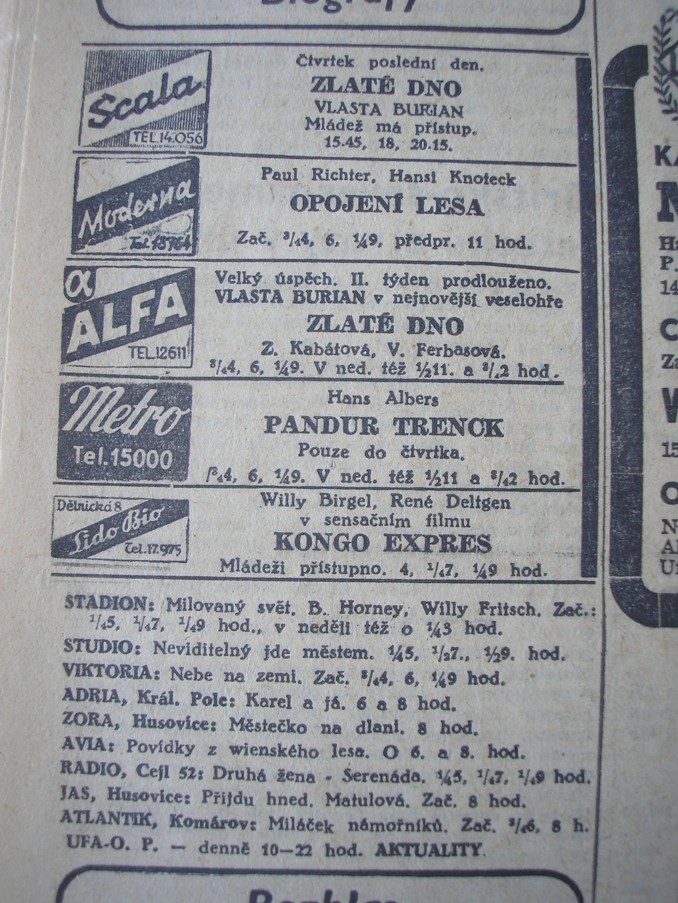 Biografy
Scala
TEL.14.056
Čtvrtek poslední den.
ZLATÉ DNO
VLASTA BURIAN
Mládež má přístup.
15.45, 18, 20.15.
Moderna
Paul Richter, Hansi Knoteck
OPOJENÍ LESA
Zač. 3/44, 6, 1/49, předpr. 11 hod.
α
ALFA
TEL.12611
Velký úspěch. II. týden prodlouženo.
VLASTA BURIAN v nejnovější veselohře
ZLATÉ DNO
Z. Kabátová, V. Ferbasová.
3/44, 6, 1/49. V ned. též 1/211. a 3/42 hod.
Metro
Tel.15000
Hans Albers
PANDUR TRENCK
Pouze do čtvrtka.
3/44, 6, 1/49. V ned. též 1/211 a 3/42 hod.
Dělnická 8
Lido Bio
Tel.17.975
Willy Birgel, René Deltgen
v sensačním filmu
KONGO EXPRES
Mládeži přístupno. 4, 1/47, 1/49 hod.
STADION: Milovaný svět. B. Horney, Willy Fritsch. Zač.:
1/45, 1/47, 1/49 hod., v neděli též o 1/43 hod.
STUDIO: Neviditelný jde městem. 1/45, 1/27., 1/29. hod.
VIKTORIA: Nebe na zemi. Zač. 3/44, 6, 1/49 hod.
ADRIA, Král. Pole: Karel a já. 6 a 8 hod.
ZORA, Husovice: Městečko na dlani. 8 hod.
AVIA: Povídky z wienského lesa. O 6. a 8. hod.
RADIO, Cejl 52: Druhá žena - Serenáda. 1/45, 1/47, 1/49 hod.
JAS, Husovice: Přijdu hned. Matulová. Zač. 8 hod.
ATLANTIK, Komárov: Miláček námořníků. Zač. 3/46, 8 h.
UFA-O. P. — denně 10—22 hod. AKTUALITY.